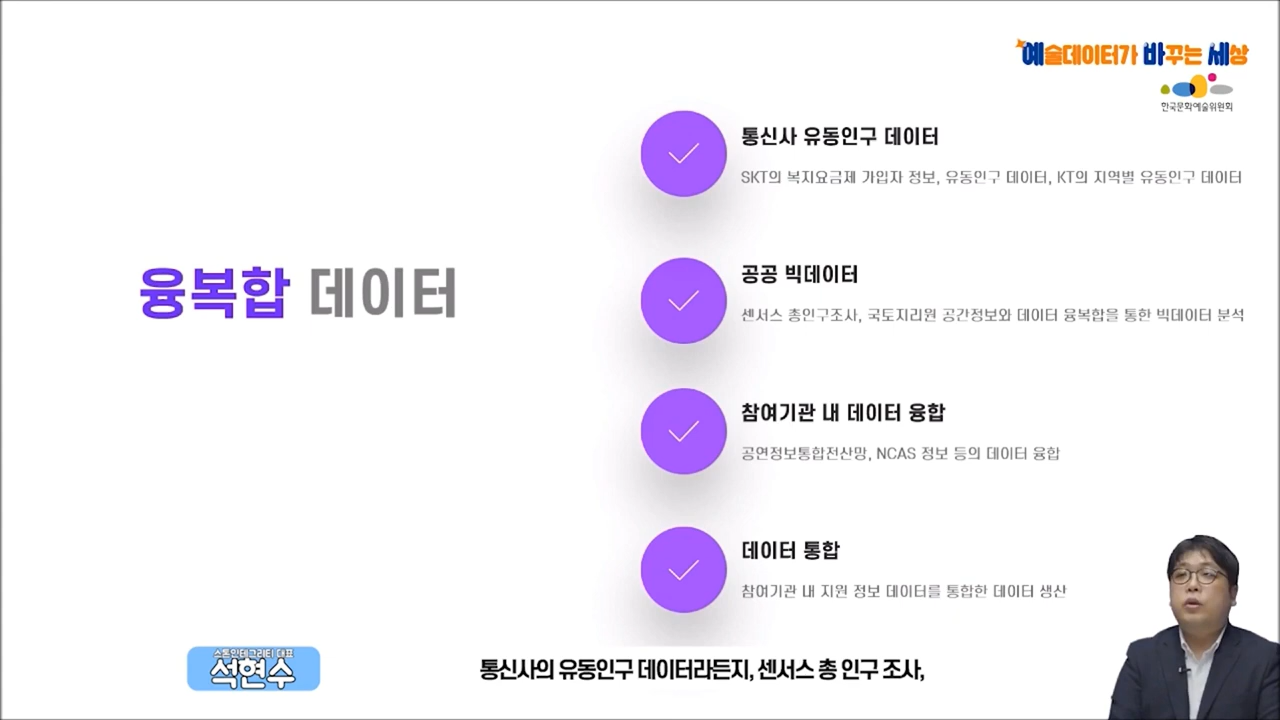 예술데이터가 바꾸는 세상
한국문화예술위원회
통신사 유동인구 데이터
SKT의 복지요금제 가입자 정보, 유동인구 데이터, KT의 지역별 유동인구 데이터
융복합 데이터
공공 빅데이터
센서스 총인구조사, 국토지리원 공간정보와 데이터 융복합을 통한 빅데이터 분석
참여기관 내 데이터 융합
공연정보통합전산망, NCAS 정보 등의 데이터 융합
데이터 통합
참여기관 내 지원 정보 데이터를 통합한 데이터 생산
스톤인테그리티 대표
석현수
통신사의 유동인구 데이터라든지, 센서스 총 인구 조사,